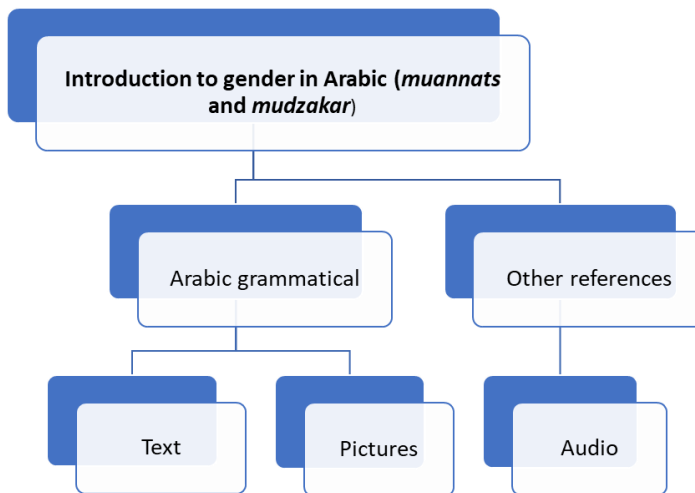 Introduction to gender in Arabic (muannats
and mudzakar)
Arabic grammatical
Other references
Text
Pictures
Audio